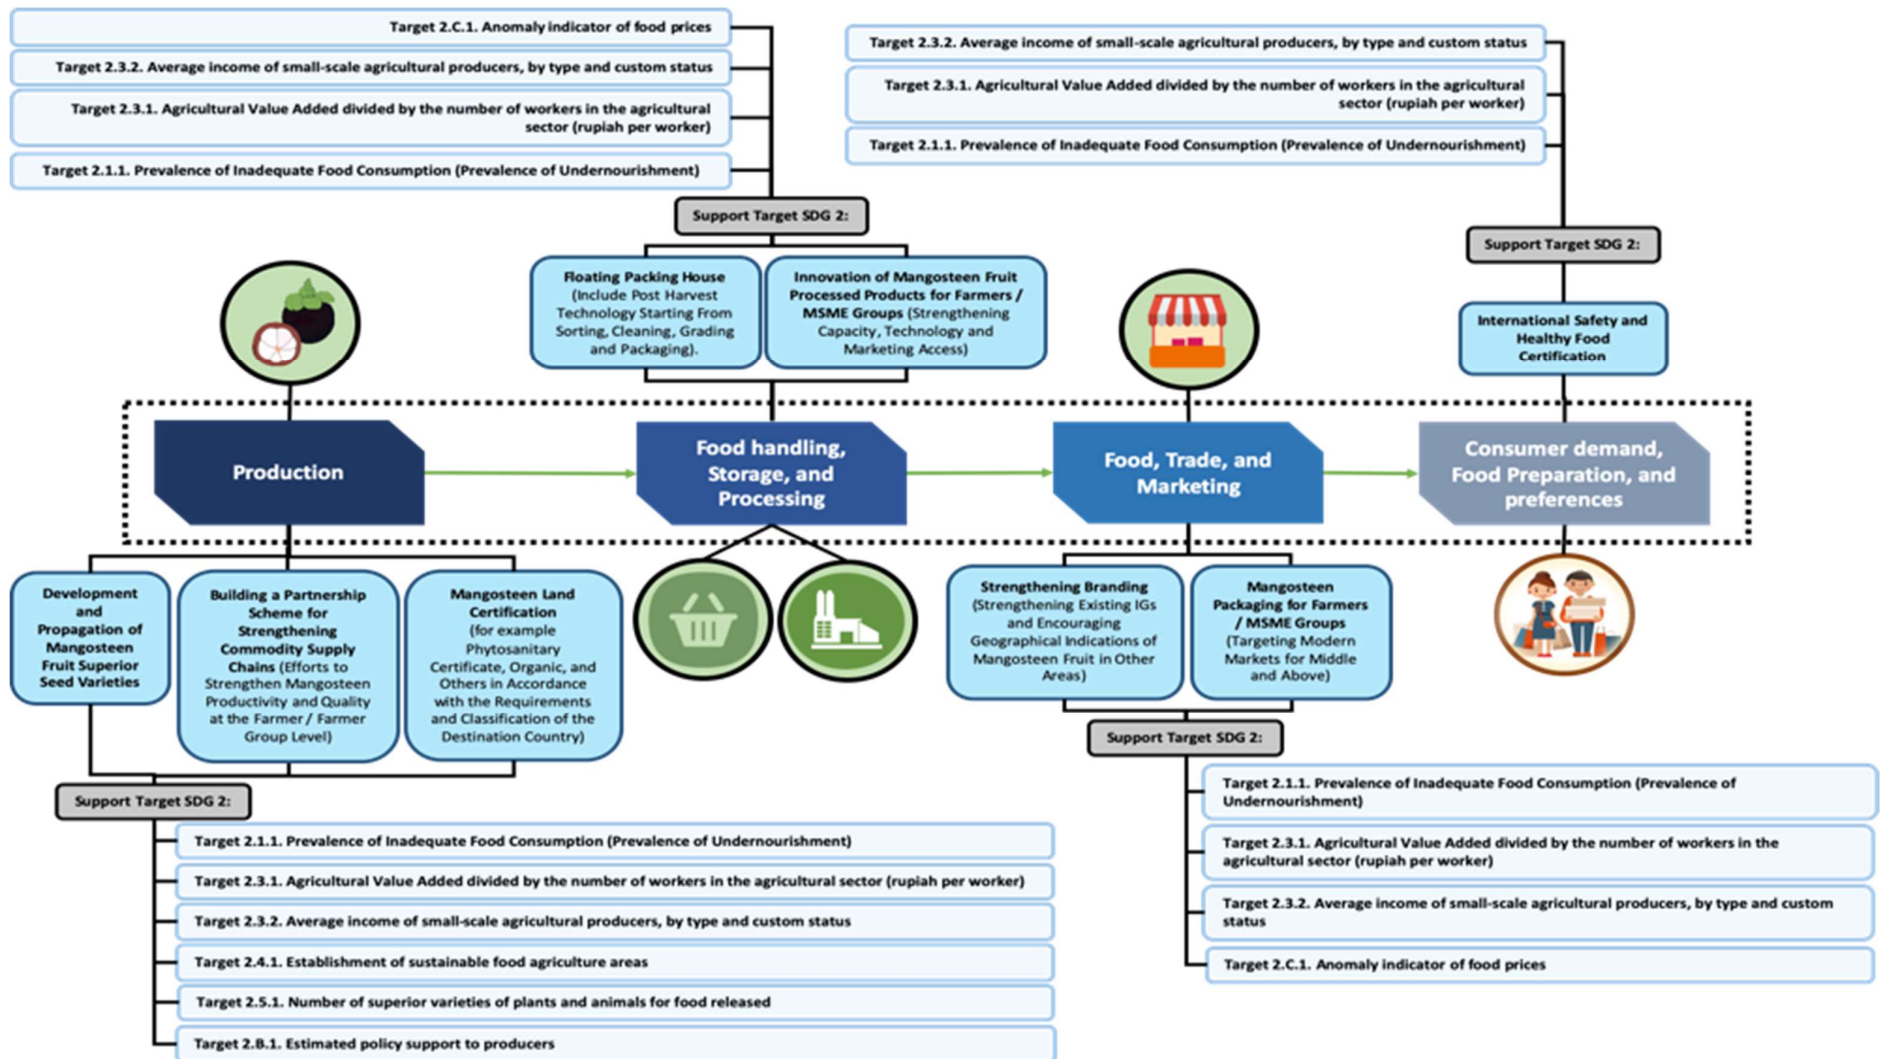 Target 2.C.1. Anomaly indicator of food prices
Target 2.3.2. Average income of small-scale agricultural producers, by type and custom status
Target 2.3.1. Agricultural Value Added divided by the number of workers in the agricultural
sector (rupiah per worker)
Target 2.1.1. Prevalence of Inadequate Food Consumption (Prevalence of Undernourishment)
Target 2.3.2. Average income of small-scale agricultural producers, by type and custom status
Target 2.3.1. Agricultural Value Added divided by the number of workers in the agricultural
sector (rupiah per worker)
Target 2.1.1. Prevalence of Inadequate Food Consumption (Prevalence of Undernourishment)
Support Target SDG 2:
Support Target SDG 2:
Floating Packing House
(Include Post Harvest
Technology Starting From
Sorting, Cleaning, Grading
and Packaging).
Innovation of Mangosteen Fruit
Processed Products for Farmers /
MSME Groups (Strengthening
Capacity, Technology and
Marketing Access)
International Safety and
Healthy Food
Certification
Production
Food handling,
Storage, and
Processing
Food, Trade, and
Marketing
Consumer demand,
Food Preparation, and
preferences
Development
and
Propagation of
Mangosteen
Fruit Superior
Seed Varieties
Building a Partnership
Scheme for
Strengthening
Commodity Supply
Chains (Efforts to
Strengthen Mangosteen
Productivity and Quality
at the Farmer / Farmer
Group Level)
Mangosteen Land
Certification
(for example
Phytosanitary
Certificate, Organic, and
Others in Accordance
with the Requirements
and Classification of the
Destination Country)
Strengthening Branding
(Strengthening Existing IGs
and Encouraging
Geographical Indications of
Mangosteen Fruit in Other
Areas)
Mangosteen
Packaging for Farmers
/ MSME Groups
(Targeting Modern
Markets for Middle
and Above)
Support Target SDG 2:
Target 2.1.1. Prevalence of Inadequate Food Consumption (Prevalence of Undernourishment)
Target 2.3.1. Agricultural Value Added divided by the number of workers in the agricultural sector (rupiah per worker)
Target 2.3.2. Average income of small-scale agricultural producers, by type and custom status
Target 2.4.1. Establishment of sustainable food agriculture areas
Target 2.5.1. Number of superior varieties of plants and animals for food released
Target 2.B.1. Estimated policy support to producers
Support Target SDG 2:
Target 2.1.1. Prevalence of Inadequate Food Consumption (Prevalence of
Undernourishment)
Target 2.3.1. Agricultural Value Added divided by the number of workers in the
agricultural sector (rupiah per worker)
Target 2.3.2. Average income of small-scale agricultural producers, by type and custom
status
Target 2.C.1. Anomaly indicator of food prices